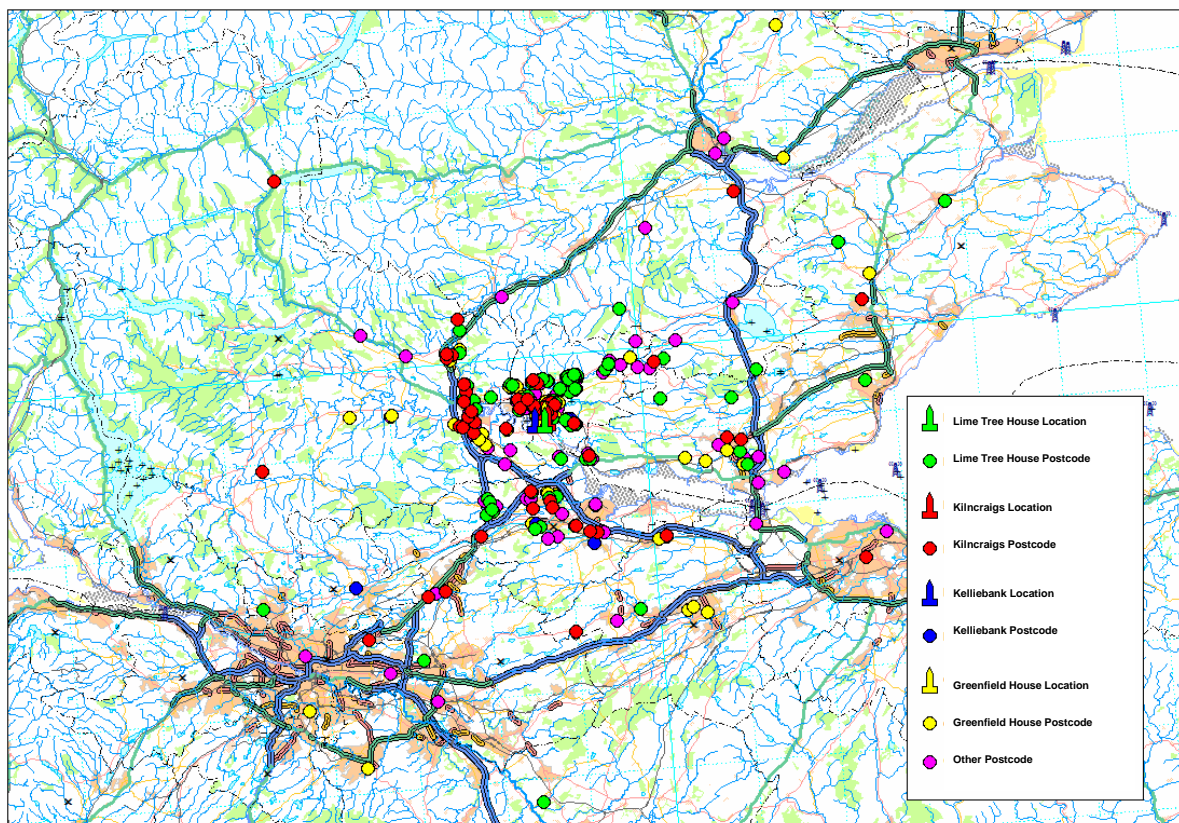 Lime Tree House Location
Lime Tree House Postcode
Kilncraigs Location
Kilncraigs Postcode
Kelliebank Location
Kelliebank Postcode
Greenfield House Location
Greenfield House Postcode
Other Postcode